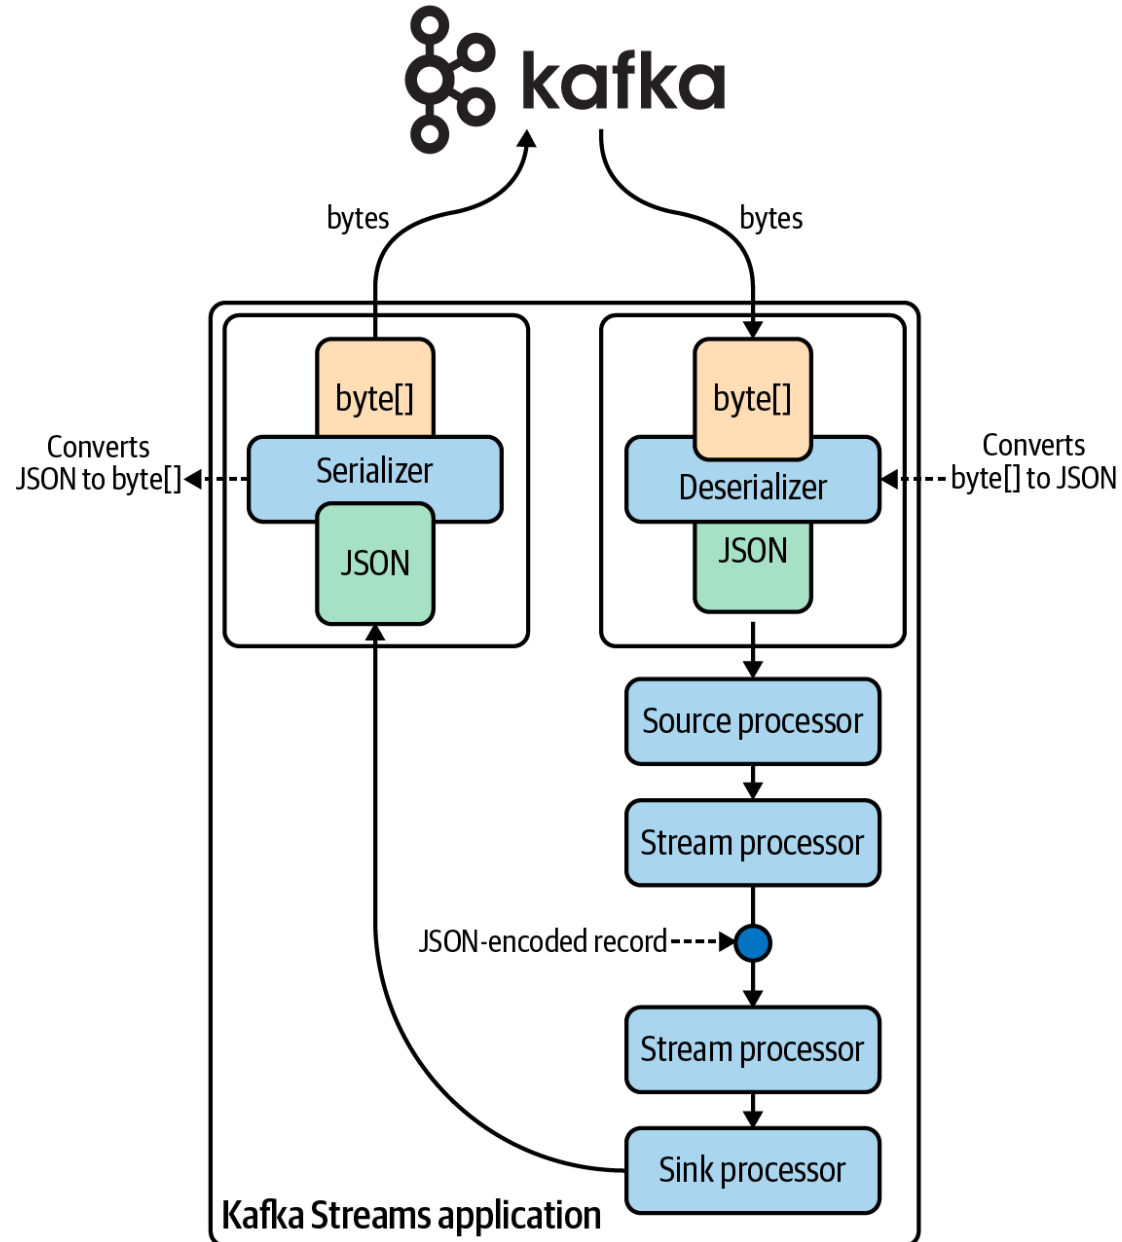 kafka
bytes
bytes
byte[]
byte[]
Converts
JSON to byte[]
Serializer
Deserializer
Converts
byte[] to JSON
JSON
JSON
Source processor
Stream processor
JSON-encoded record
Stream processor
Sink processor
Kafka Streams application